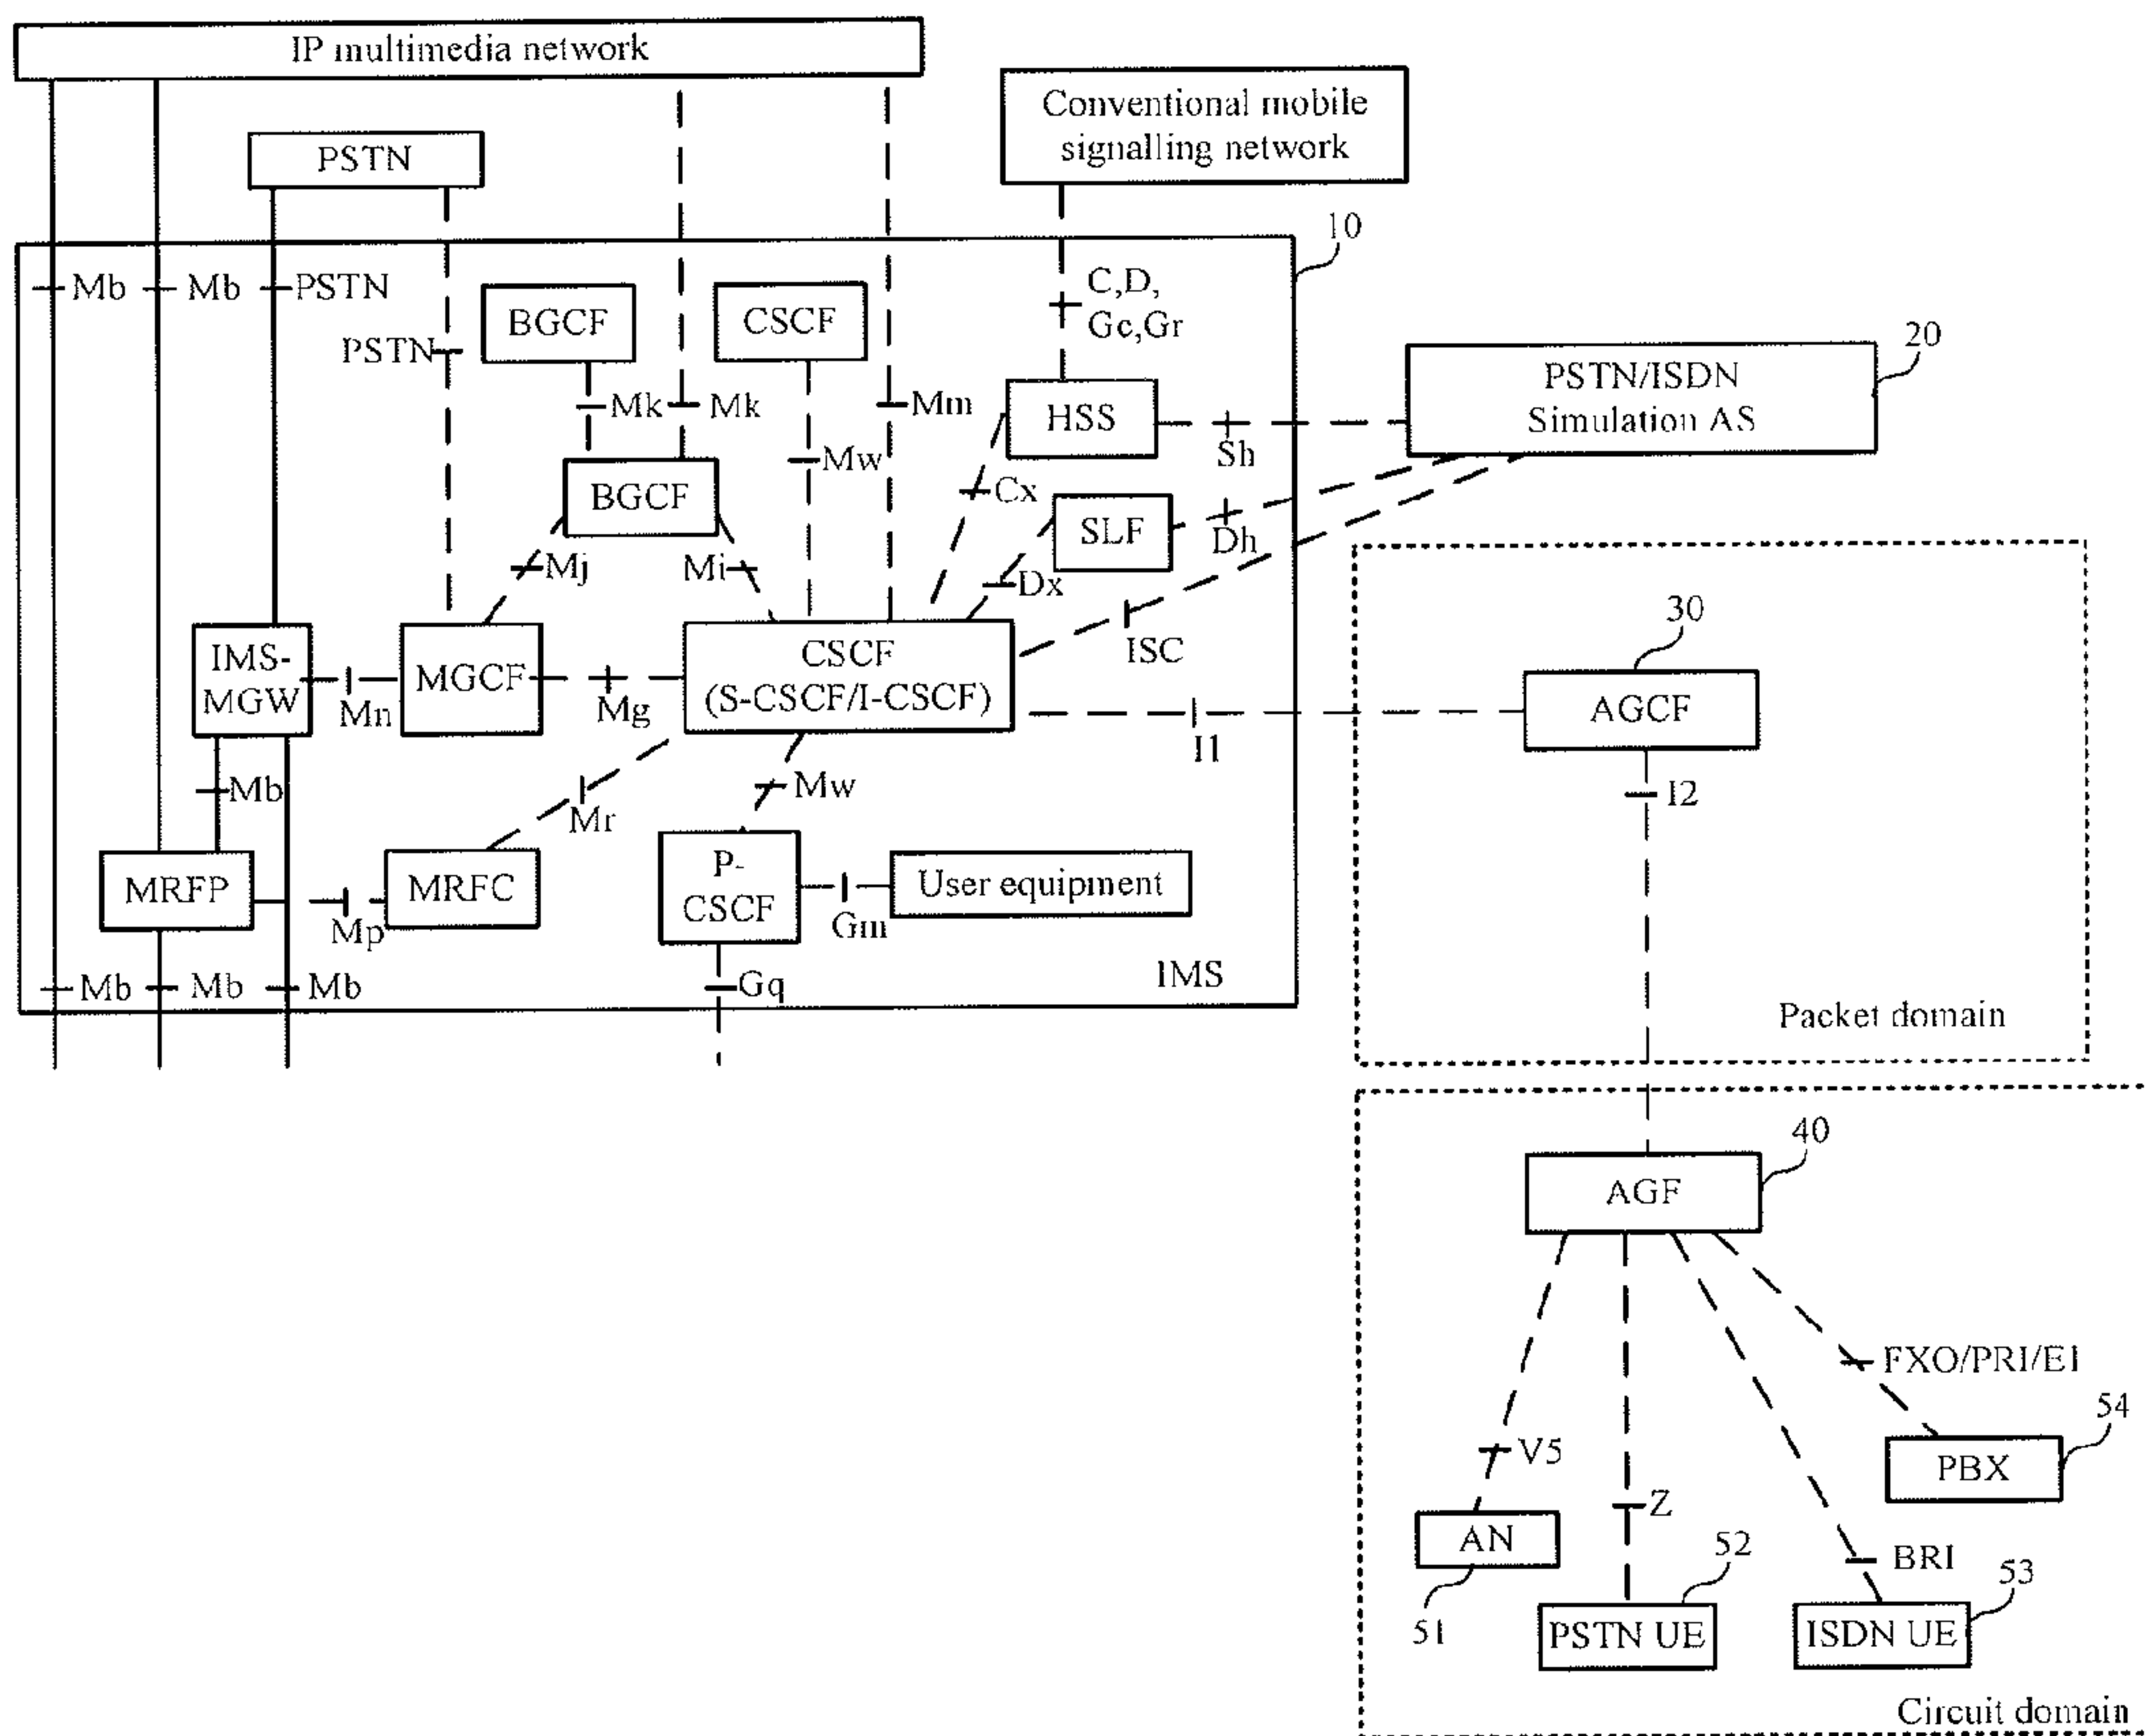 IP multimedia network
Conventional mobile
signalling network
PSTN
10
Mb
Mb
PSTN
C,D,
Gc,Gr
BGCF
CSCF
PSTN
20
PSTN/ISDN
Simulation AS
Mk
Mk
Mm
HSS
Sh
Mw
BGCF
Cx
SLF
Dh
Mj
Mi
Dx
30
IMS-
MGW
Mn
MGCF
Mg
CSCF
(S-CSCF/I-CSCF)
ISC
I1
AGCF
Mb
Mr
Mw
I2
MRFP
Mp
MRFC
P-
CSCF
Gm
User equipment
Mb
Mb
Mb
Gq
IMS
Packet domain
40
AGF
FXO/PRI/E1
54
V5
PBX
Z
AN
52
BRI
53
51
PSTN UE
ISDN UE
Circuit domain